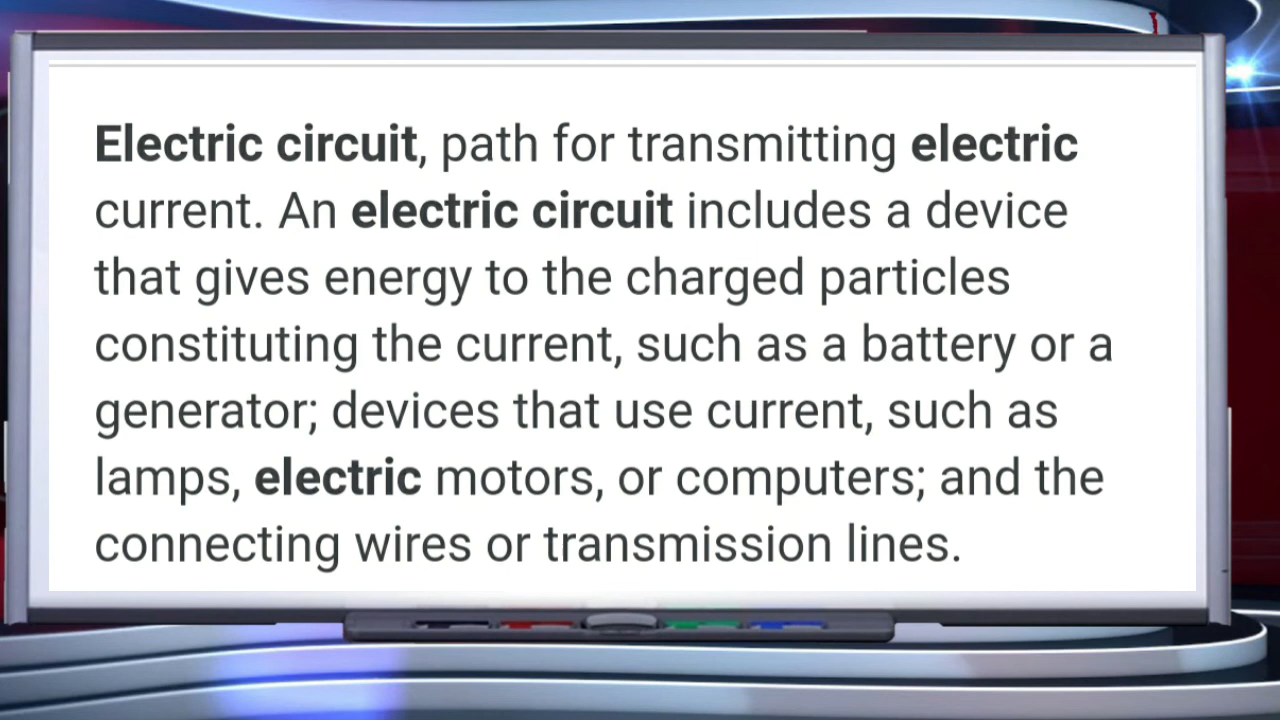 Electric circuit, path for transmitting electric
current. An electric circuit includes a device
that gives energy to the charged particles
constituting the current, such as a battery or a
generator; devices that use current, such as
lamps, electric motors, or computers; and the
connecting wires or transmission lines.